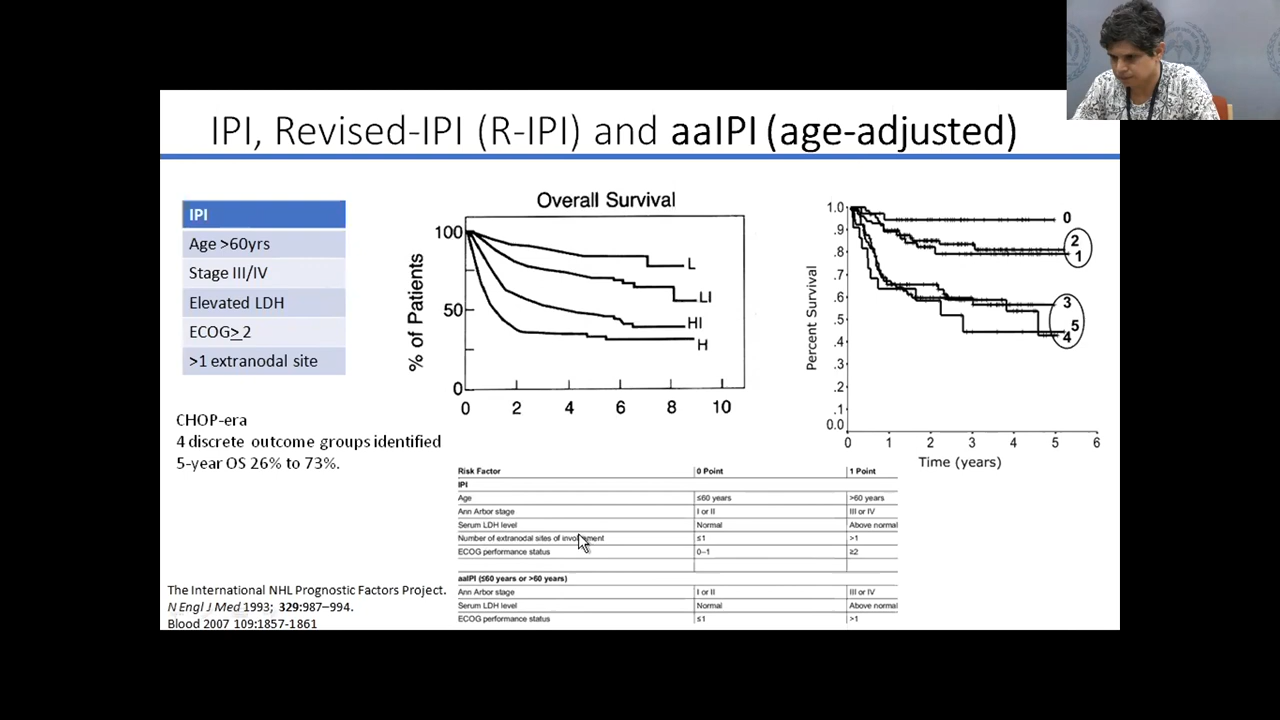 IPI, Revised-IPI (R-IPI) and aaIPI (age-adjusted)
IPI
Age >60yrs
Stage III/IV
Elevated LDH
ECOG≥2
>1 extranodal site
CHOP-era
4 discrete outcome groups identified
5-year OS 26% to 73%.
Overall Survival
% of Patients
100
50
0
L
LI
HI
H
0 2 4 6 8 10
Percent Survival
1.0
.9
.8
.7
.6
.5
.4
.3
.2
.1
0.0
0
2
1
3
5
4
0 1 2 3 4 5 6
Time (years)
Risk Factor 0 Point 1 Point
IPI
Age ≤60 years >60 years
Ann Arbor stage I or II III or IV
Serum LDH level Normal Above normal
Number of extranodal sites of ≤1 >1
ECOG performance status 0–1 ≥2
aaIPI (≤60 years or >60 years)
Ann Arbor stage I or II III or IV
Serum LDH level Normal Above normal
ECOG performance status ≤1 >1
The International NHL Prognostic Factors Project.
N Engl J Med 1993; 329:987–994.
Blood 2007 109:1857-1861